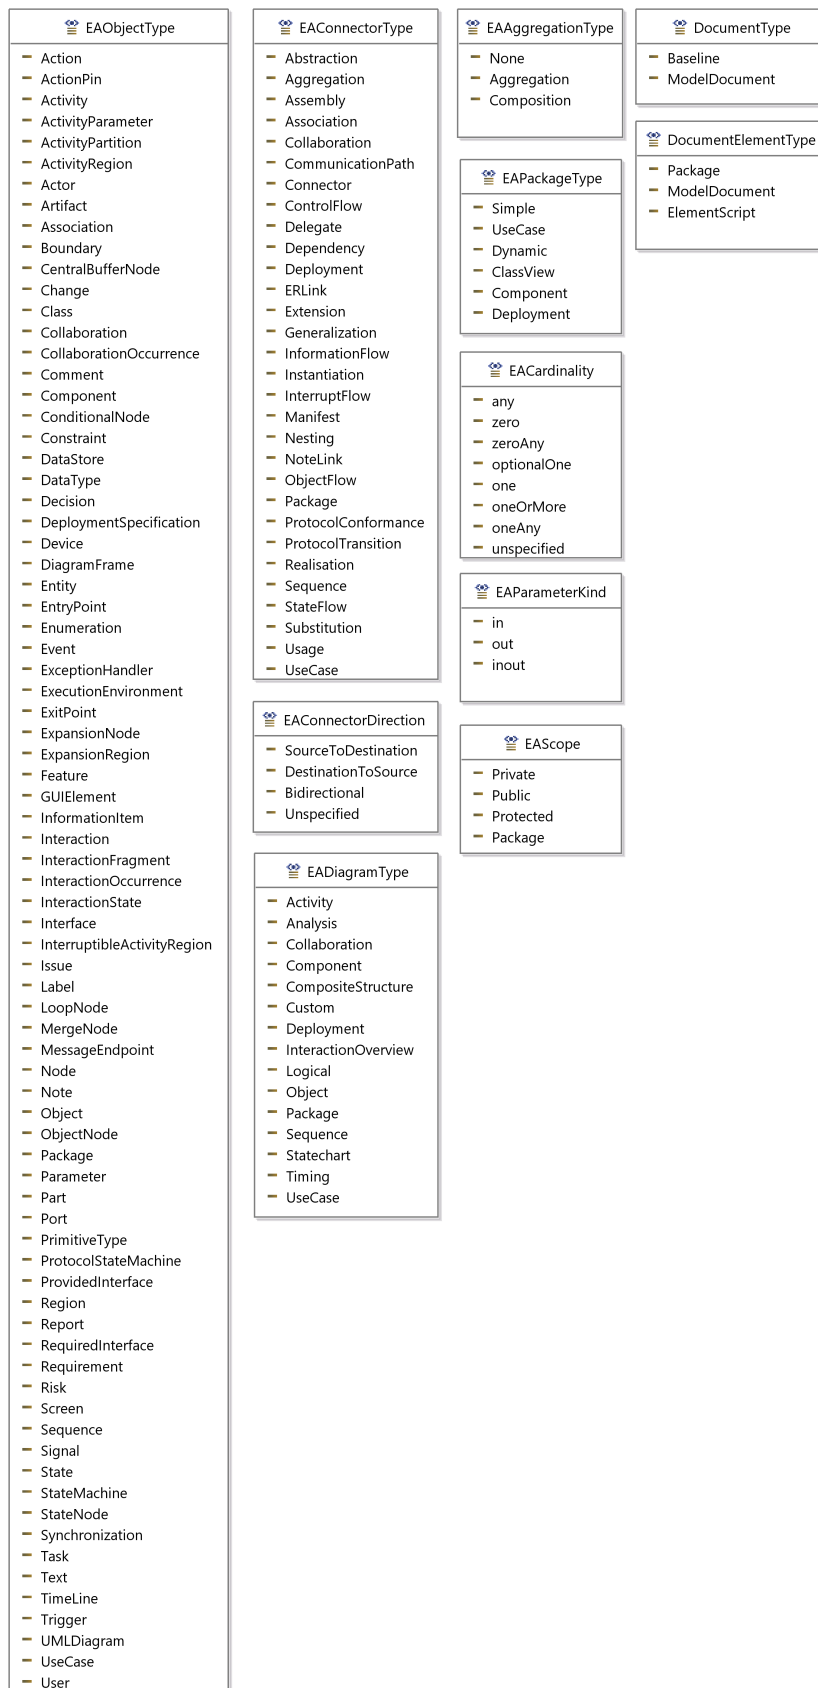 EAObjectType
Action
ActionPin
Activity
ActivityParameter
ActivityPartition
ActivityRegion
Actor
Artifact
Association
Boundary
CentralBufferNode
Change
Class
Collaboration
CollaborationOccurrence
Comment
Component
ConditionalNode
Constraint
DataStore
DataType
Decision
DeploymentSpecification
Device
DiagramFrame
Entity
EntryPoint
Enumeration
Event
ExceptionHandler
ExecutionEnvironment
ExitPoint
ExpansionNode
ExpansionRegion
Feature
GUIElement
InformationItem
Interaction
InteractionFragment
InteractionOccurrence
InteractionState
Interface
InterruptibleActivityRegion
Issue
Label
LoopNode
MergeNode
MessageEndpoint
Node
Note
Object
ObjectNode
Package
Parameter
Part
Port
PrimitiveType
ProtocolStateMachine
ProvidedInterface
Region
Report
RequiredInterface
Requirement
Risk
Screen
Sequence
Signal
State
StateMachine
StateNode
Synchronization
Task
Text
TimeLine
Trigger
UMLDiagram
UseCase
User
EAConnectorType
Abstraction
Aggregation
Assembly
Association
Collaboration
CommunicationPath
Connector
ControlFlow
Delegate
Dependency
Deployment
ERLink
Extension
Generalization
InformationFlow
Instantiation
InterruptFlow
Manifest
Nesting
NoteLink
ObjectFlow
Package
ProtocolConformance
ProtocolTransition
Realisation
Sequence
StateFlow
Substitution
Usage
UseCase
EAConnectorDirection
SourceToDestination
DestinationToSource
Bidirectional
Unspecified
EADiagramType
Activity
Analysis
Collaboration
Component
CompositeStructure
Custom
Deployment
InteractionOverview
Logical
Object
Package
Sequence
Statechart
Timing
UseCase
EAAggregationType
None
Aggregation
Composition
EAPackageType
Simple
UseCase
Dynamic
ClassView
Component
Deployment
EACardinality
any
zero
zeroAny
optionalOne
one
oneOrMore
oneAny
unspecified
EAParameterKind
in
out
inout
EAScope
Private
Public
Protected
Package
DocumentType
Baseline
ModelDocument
DocumentElementType
Package
ModelDocument
ElementScript